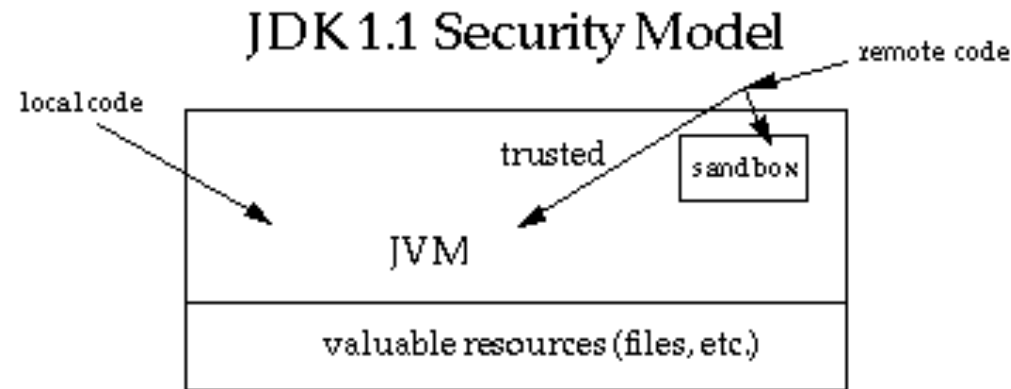 JDK 1.1 Security Model
remote code
local code
trusted
sandbox
JVM
valuable resources (files, etc.)